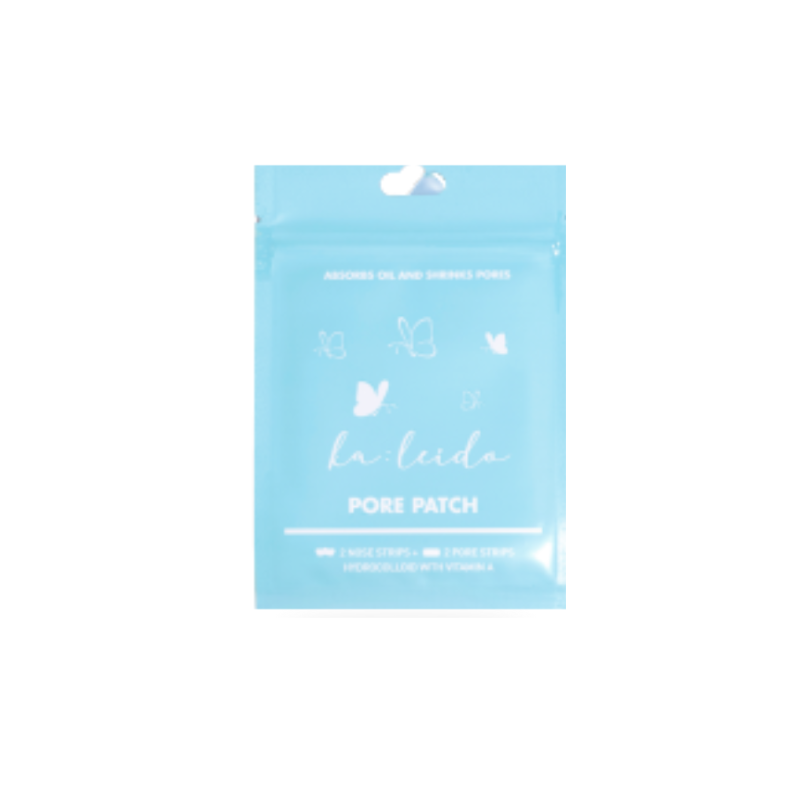 ABSORBS OIL AND SHRINKS PORES
ka:leido
PORE PATCH
2 NOSE STRIPS + 2 PORE STRIPS
HYDROCOLLOID WITH VITAMIN A